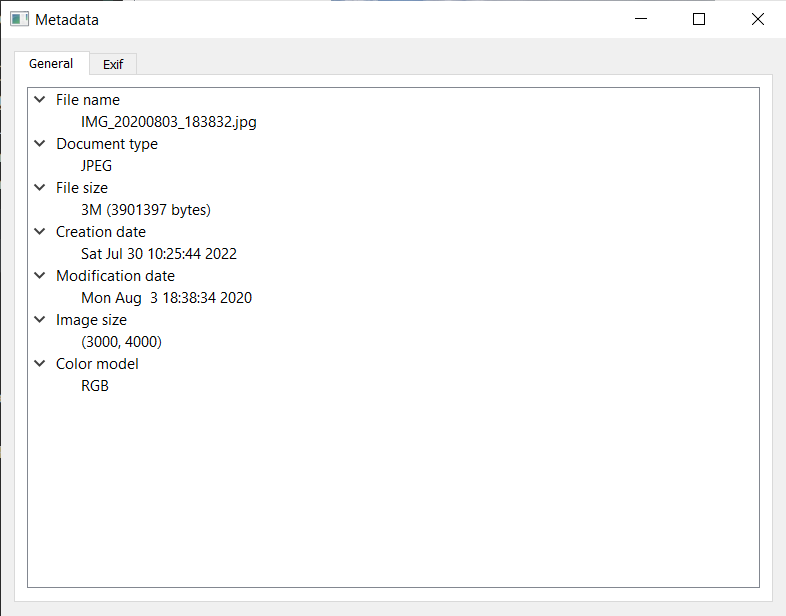 Metadata
General Exif
File name
IMG_20200803_183832.jpg
Document type
JPEG
File size
3M (3901397 bytes)
Creation date
Sat Jul 30 10:25:44 2022
Modification date
Mon Aug  3 18:38:34 2020
Image size
(3000, 4000)
Color model
RGB